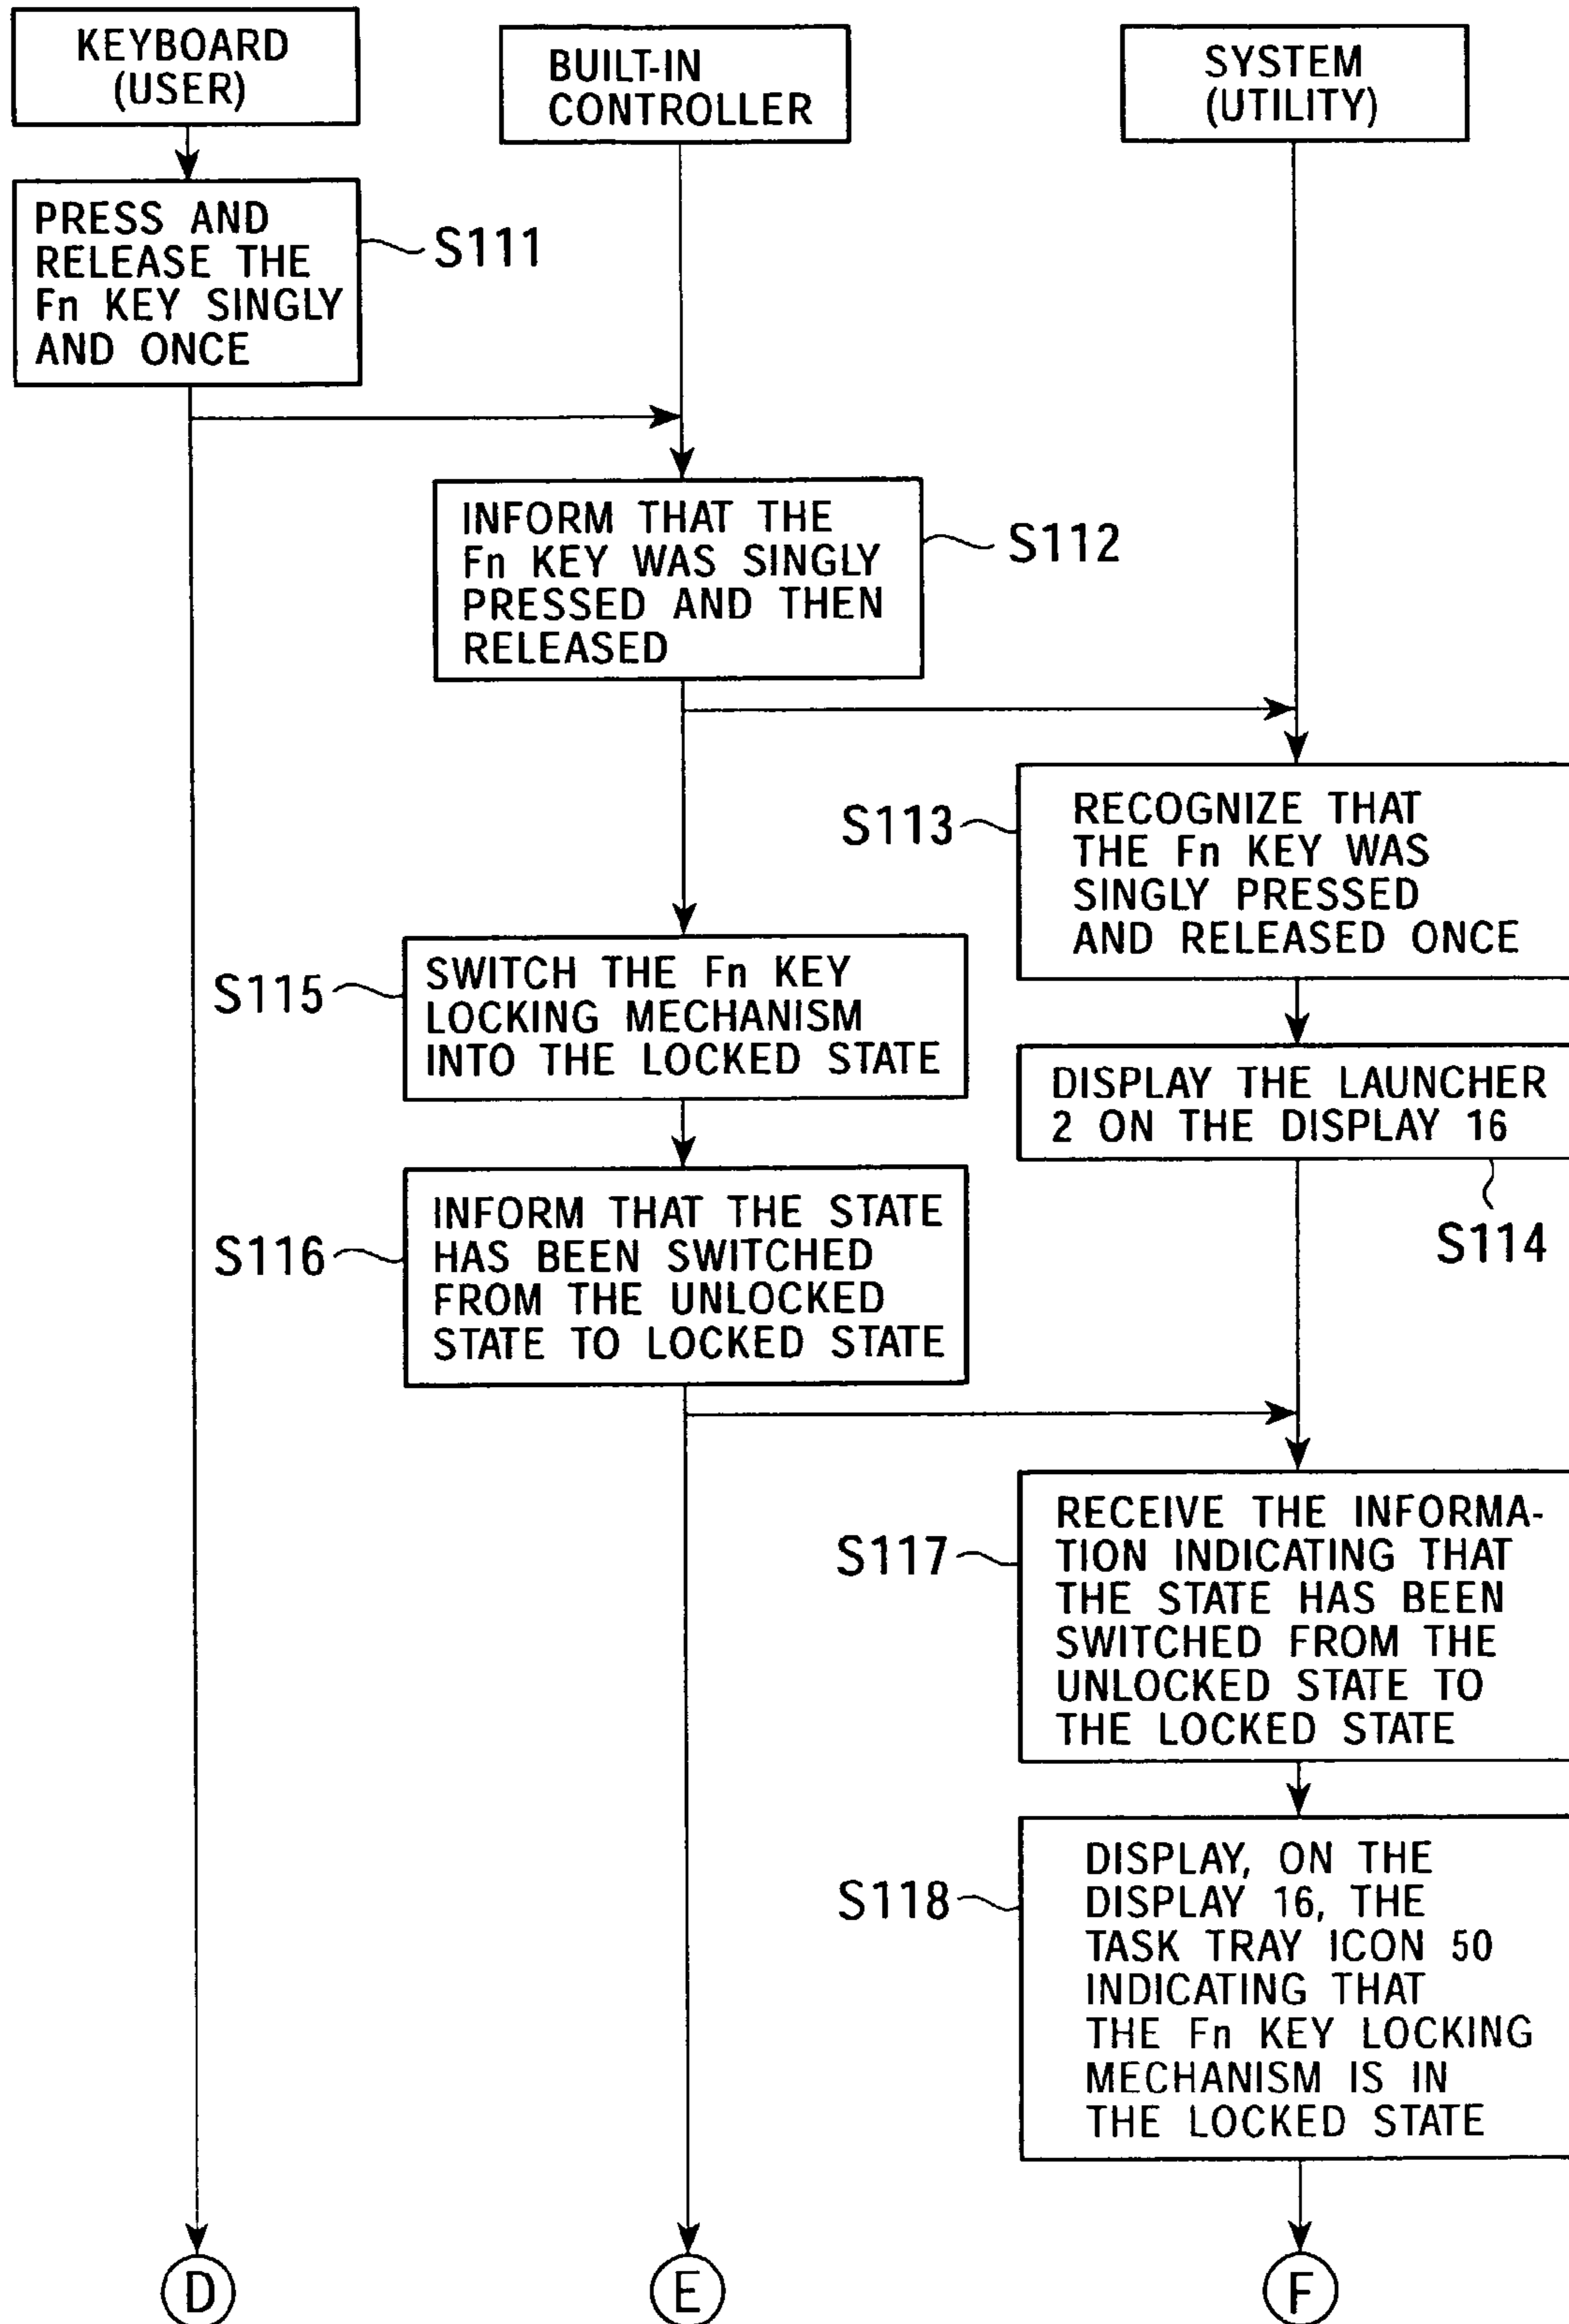 KEYBOARD
(USER)
BUILT-IN
CONTROLLER
SYSTEM
(UTILITY)
PRESS AND
RELEASE THE
Fn KEY SINGLY
AND ONCE
S111
INFORM THAT THE
Fn KEY WAS SINGLY
PRESSED AND THEN
RELEASED
S112
S113
RECOGNIZE THAT
THE Fn KEY WAS
SINGLY PRESSED
AND RELEASED ONCE
S115
SWITCH THE Fn KEY
LOCKING MECHANISM
INTO THE LOCKED STATE
DISPLAY THE LAUNCHER
2 ON THE DISPLAY 16
S114
S116
INFORM THAT THE STATE
HAS BEEN SWITCHED
FROM THE UNLOCKED
STATE TO LOCKED STATE
S117
RECEIVE THE INFORMA-
TION INDICATING THAT
THE STATE HAS BEEN
SWITCHED FROM THE
UNLOCKED STATE TO
THE LOCKED STATE
S118
DISPLAY, ON THE
DISPLAY 16, THE
TASK TRAY ICON 50
INDICATING THAT
THE Fn KEY LOCKING
MECHANISM IS IN
THE LOCKED STATE
D
E
F